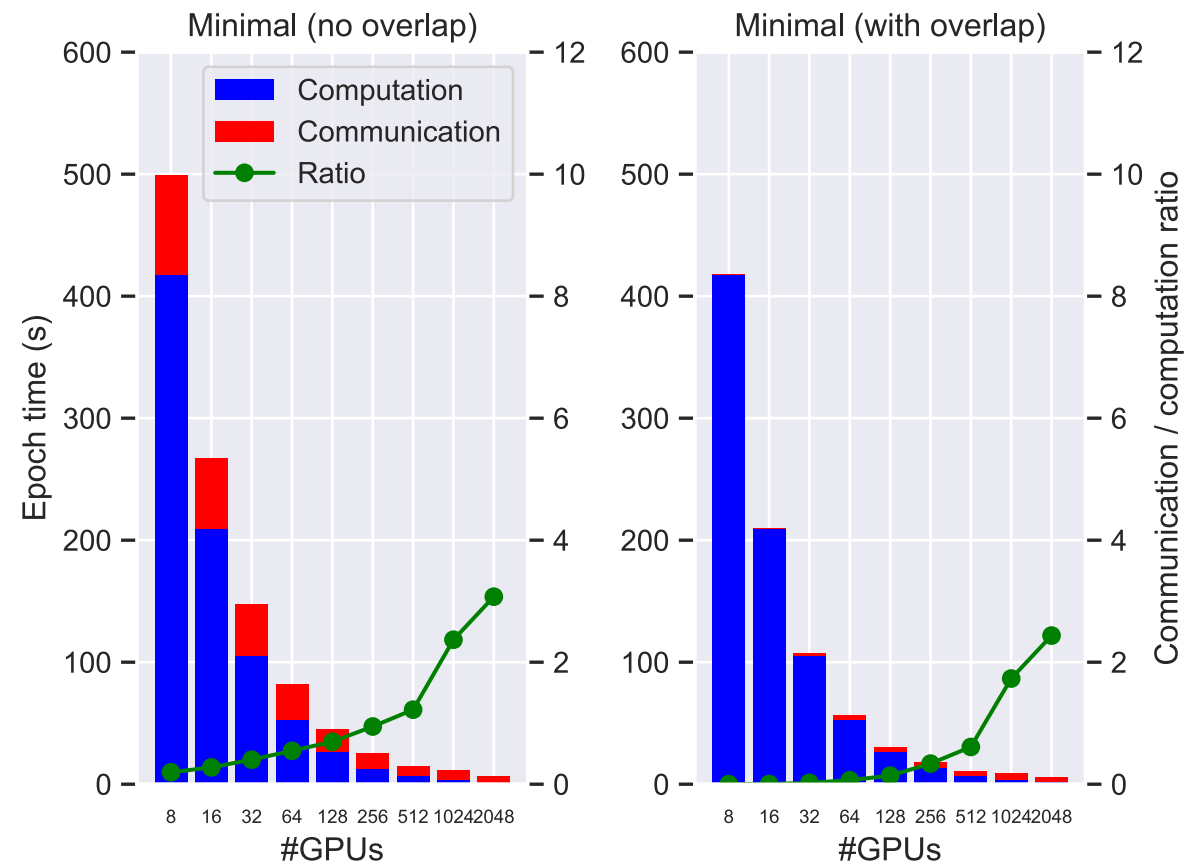 Minimal (no overlap)
Minimal (with overlap)
Computation
Communication
Ratio
Epoch time (s)
600
500
400
300
200
100
0
12
10
8
6
4
2
0
8 16 32 64 128 256 512 1024 2048
#GPUs
600
500
400
300
200
100
0
12
10
8
6
4
2
0
Communication / computation ratio
8 16 32 64 128 256 512 1024 2048
#GPUs